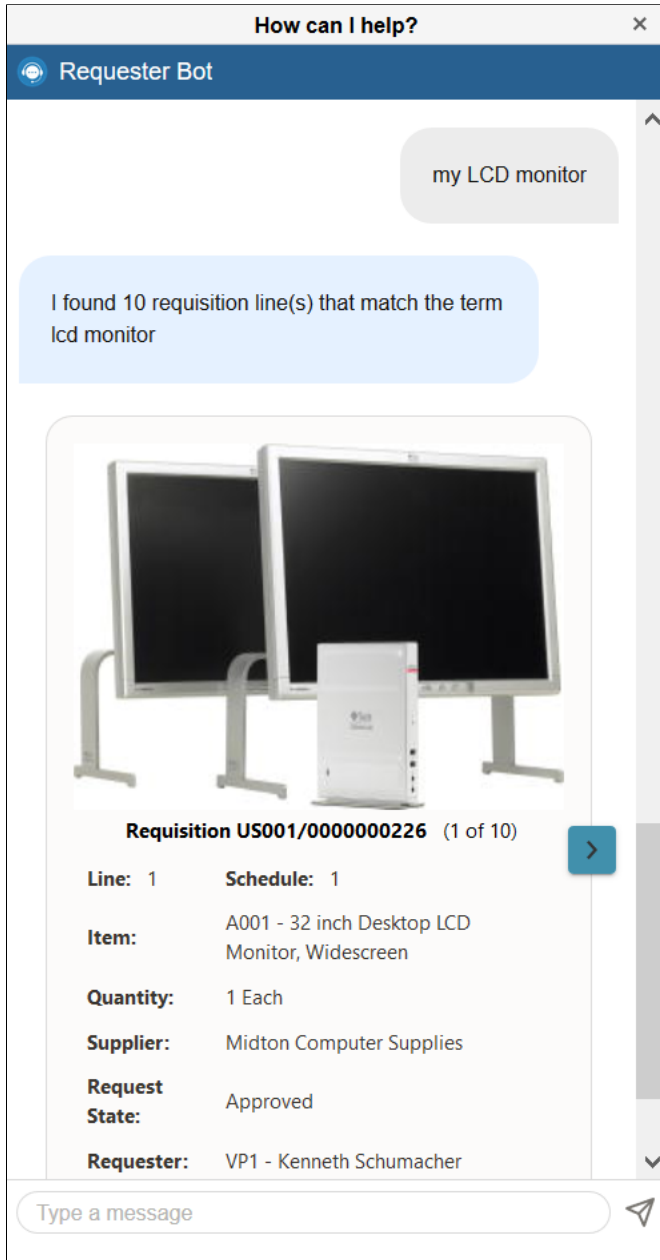 How can I help?
Requester Bot
my LCD monitor
I found 10 requisition line(s) that match the term
lcd monitor
Requisition US001/0000000226 (1 of 10)
Line: 1 Schedule: 1
Item: A001 - 32 inch Desktop LCD
Monitor, Widescreen
Quantity: 1 Each
Supplier: Midton Computer Supplies
Request
State: Approved
Requester: VP1 - Kenneth Schumacher
Type a message